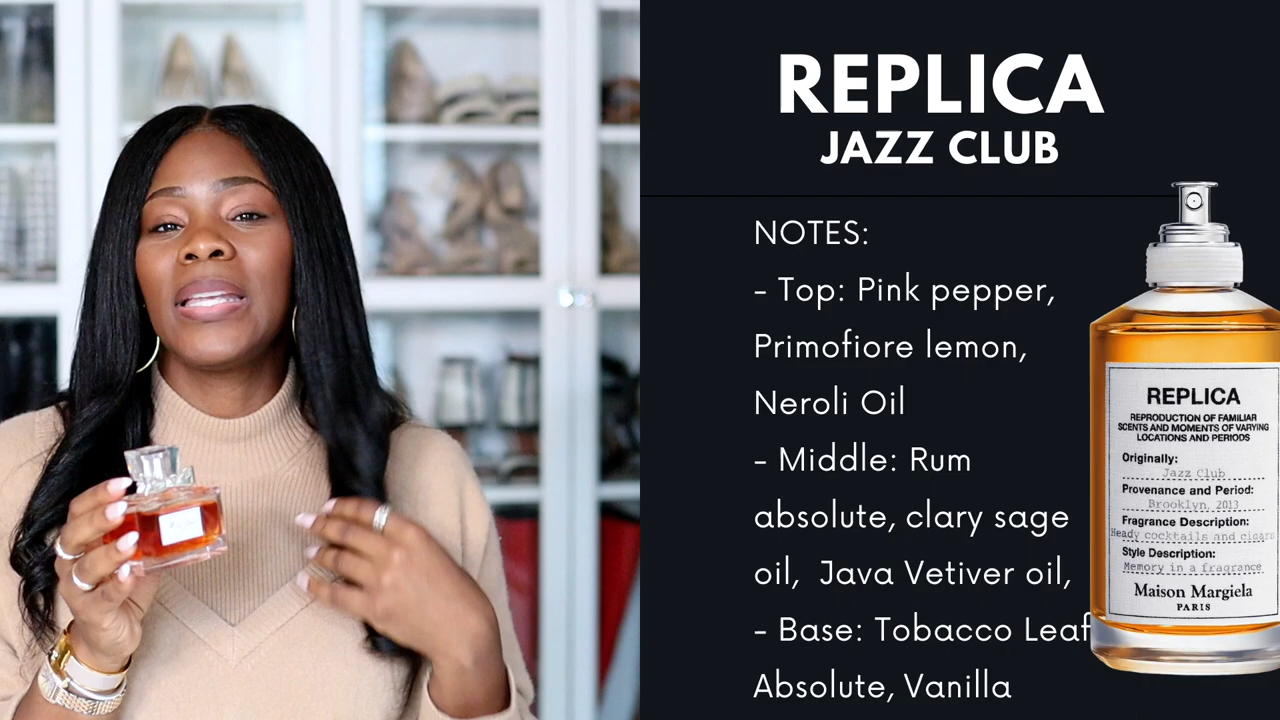 REPLICA
JAZZ CLUB
NOTES:
- Top: Pink pepper,
Primofiore lemon,
Neroli Oil
- Middle: Rum
absolute, clary sage
oil,  Java Vetiver oil,
- Base: Tobacco Leaf
Absolute, Vanilla
REPLICA
REPRODUCTION OF FAMILIAR
SCENTS AND MOMENTS OF VARYING
LOCATIONS AND PERIODS
Originally:
Jazz Club
Provenance and Period:
Brooklyn, 2013
Fragrance Description:
Heady cocktails and cigars
Style Description:
Memory in a fragrance
Maison Margiela
PARIS